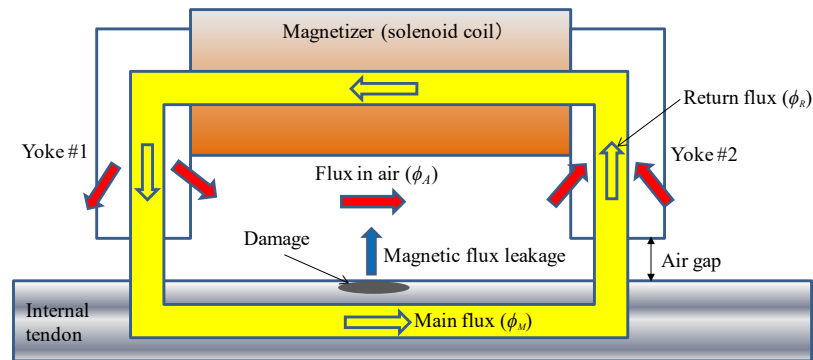 Magnetizer (solenoid coil)
Return flux (ϕR)
Yoke #1
Yoke #2
Flux in air (ϕA)
Damage
Magnetic flux leakage
Air gap
Internal
tendon
Main flux (ϕM)